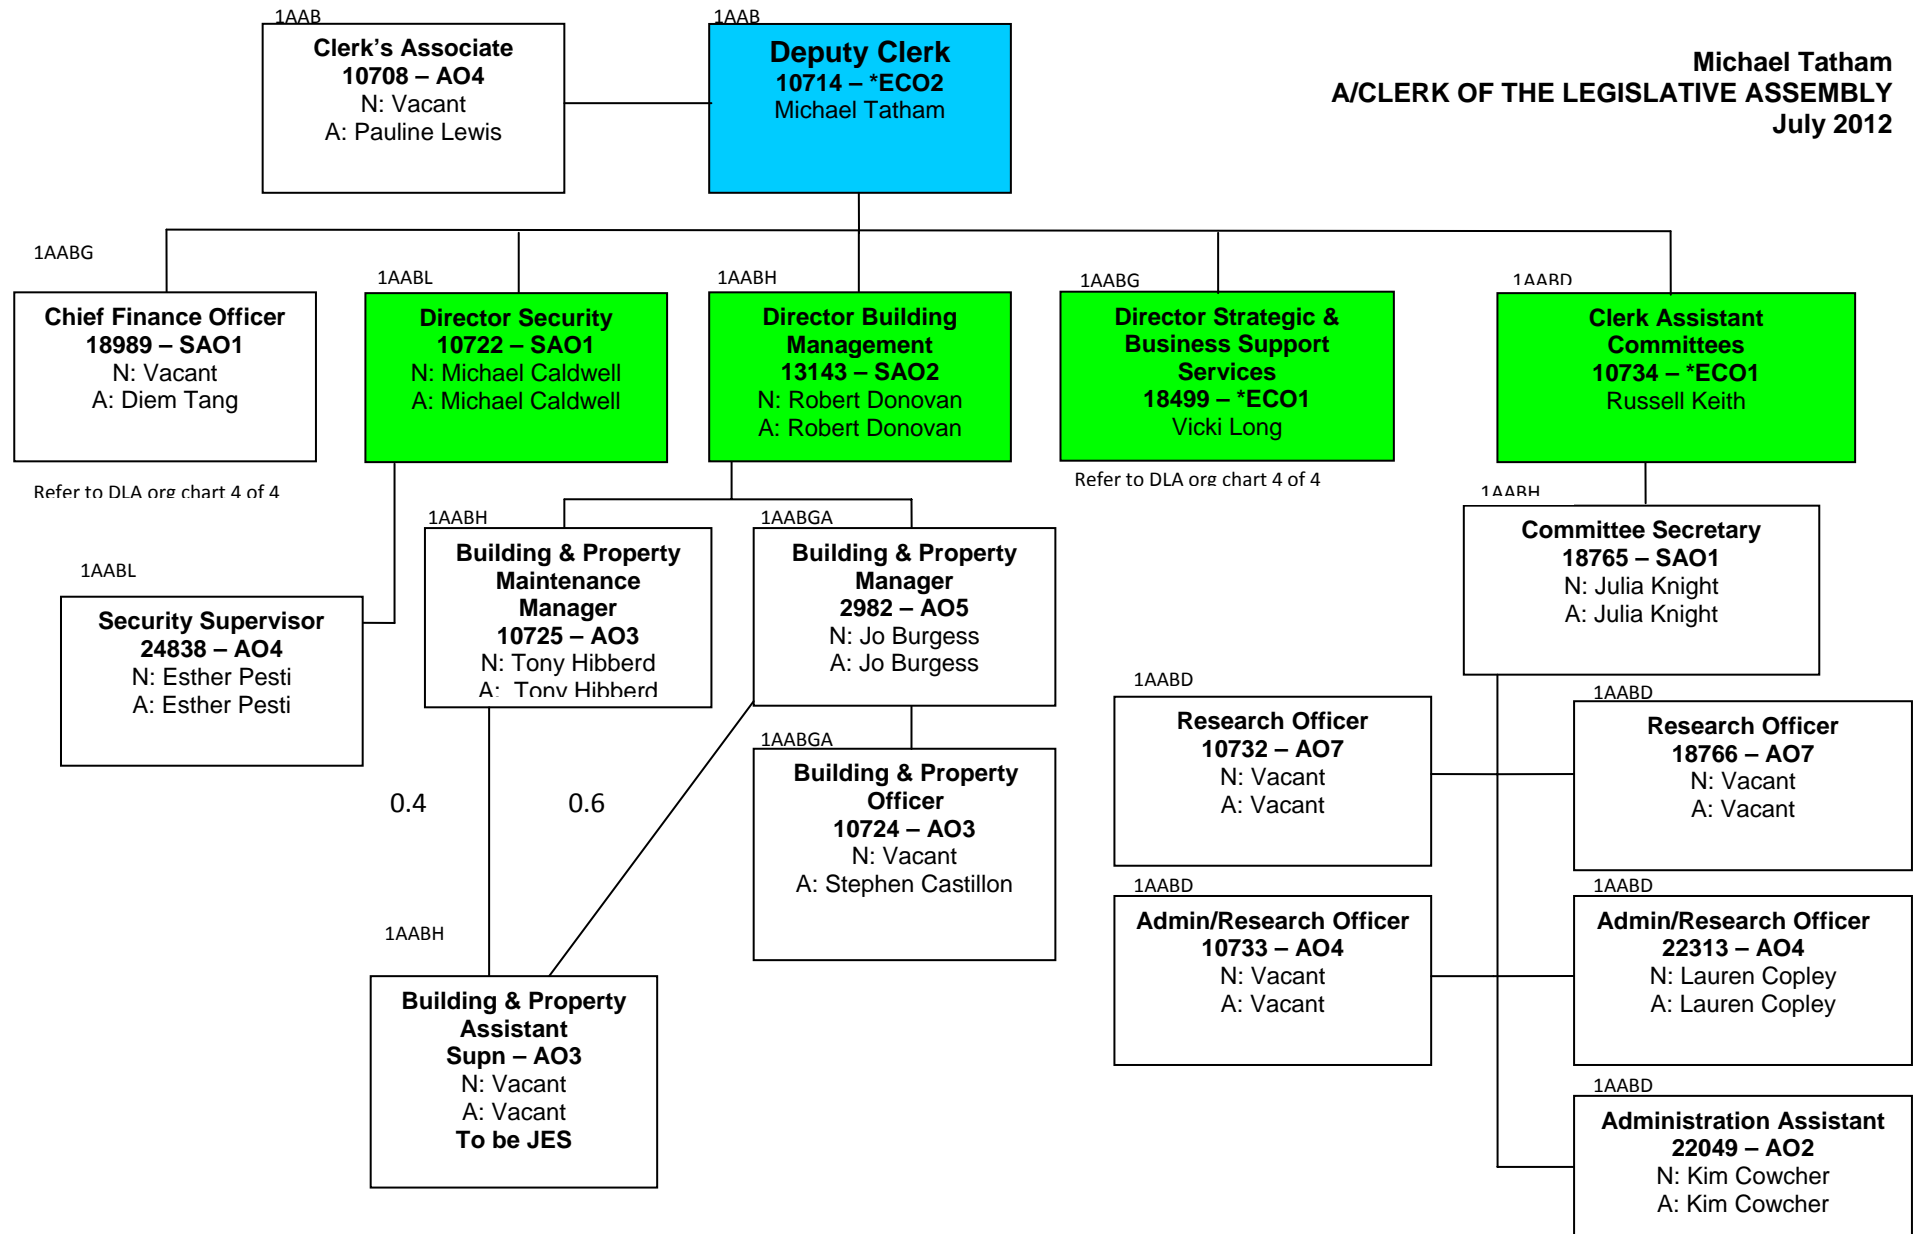 1AAB
Clerk's Associate
10708 – AO4
N: Vacant
A: Pauline Lewis
1AAB
Deputy Clerk
10714 – *ECO2
Michael Tatham
Michael Tatham
A/CLERK OF THE LEGISLATIVE ASSEMBLY
July 2012
1AABG
Chief Finance Officer
18989 – SAO1
N: Vacant
A: Diem Tang
Refer to DLA org chart 4 of 4
1AABL
Director Security
10722 – SAO1
N: Michael Caldwell
A: Michael Caldwell
1AABH
Director Building
Management
13143 – SAO2
N: Robert Donovan
A: Robert Donovan
1AABG
Director Strategic &
Business Support
Services
18499 – *ECO1
Vicki Long
Refer to DLA org chart 4 of 4
1AABD
Clerk Assistant
Committees
10734 – *ECO1
Russell Keith
1AABL
Security Supervisor
24838 – AO4
N: Esther Pesti
A: Esther Pesti
1AABH
Building & Property
Maintenance
Manager
10725 – AO3
N: Tony Hibberd
A: Tony Hibberd
1AABGA
Building & Property
Manager
2982 – AO5
N: Jo Burgess
A: Jo Burgess
1AABH
Committee Secretary
18765 – SAO1
N: Julia Knight
A: Julia Knight
0.4
0.6
1AABGA
Building & Property
Officer
10724 – AO3
N: Vacant
A: Stephen Castillon
1AABD
Research Officer
10732 – AO7
N: Vacant
A: Vacant
1AABD
Research Officer
18766 – AO7
N: Vacant
A: Vacant
1AABH
Building & Property
Assistant
Supn – AO3
N: Vacant
A: Vacant
To be JES
1AABD
Admin/Research Officer
10733 – AO4
N: Vacant
A: Vacant
1AABD
Admin/Research Officer
22313 – AO4
N: Lauren Copley
A: Lauren Copley
1AABD
Administration Assistant
22049 – AO2
N: Kim Cowcher
A: Kim Cowcher